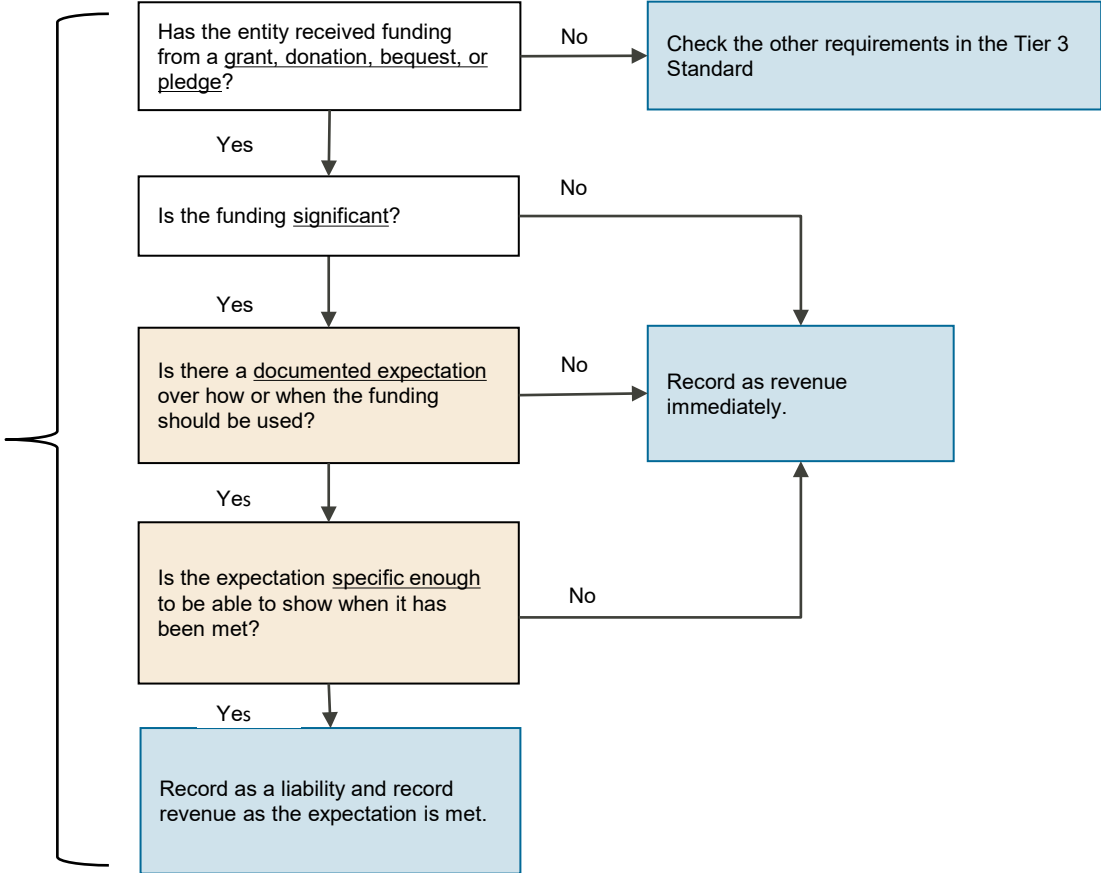 Has the entity received funding
from a grant, donation, bequest, or
pledge?
No
Check the other requirements in the Tier 3
Standard
Yes
Is the funding significant?
No
Yes
Is there a documented expectation
over how or when the funding
should be used?
No
Record as revenue
immediately.
Yes
Is the expectation specific enough
to be able to show when it has
been met?
No
Yes
Record as a liability and record
revenue as the expectation is met.